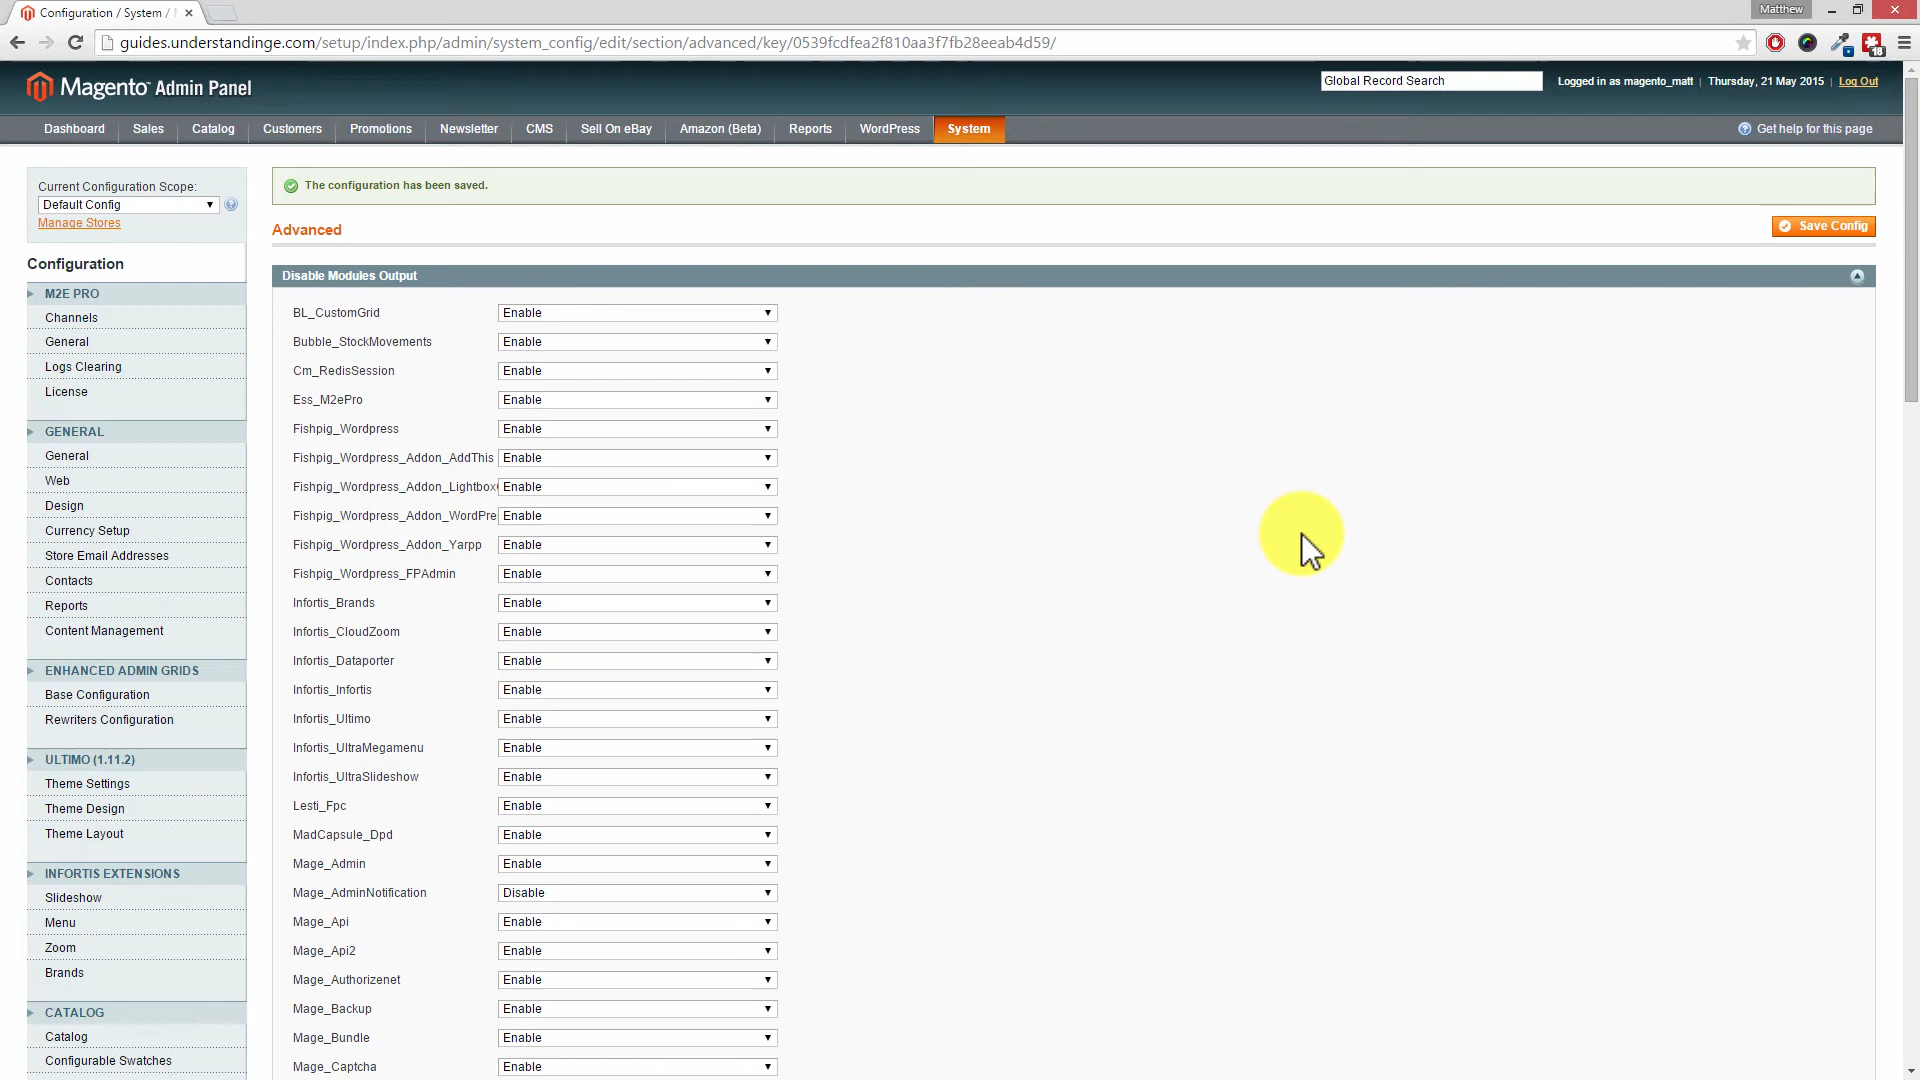 Configuration / System /
Matthew
guides.understandinge.com/setup/index.php/admin/system_config/edit/section/advanced/key/0539fcdfea2f810aa3f7fb28eeab4d59/
18
Magento Admin Panel
Global Record Search
Logged in as magento_matt | Thursday, 21 May 2015 | Log Out
Dashboard Sales Catalog Customers Promotions Newsletter CMS Sell On eBay Amazon (Beta) Reports WordPress System Get help for this page
Current Configuration Scope:
Default Config
Manage Stores
Configuration
M2E PRO
Channels
General
Logs Clearing
License
GENERAL
General
Web
Design
Currency Setup
Store Email Addresses
Contacts
Reports
Content Management
ENHANCED ADMIN GRIDS
Base Configuration
Rewriters Configuration
ULTIMO (1.11.2)
Theme Settings
Theme Design
Theme Layout
INFORTIS EXTENSIONS
Slideshow
Menu
Zoom
Brands
CATALOG
Catalog
Configurable Swatches
The configuration has been saved.
Advanced
Save Config
Disable Modules Output
BL_CustomGrid Enable
Bubble_StockMovements Enable
Cm_RedisSession Enable
Ess_M2ePro Enable
Fishpig_Wordpress Enable
Fishpig_Wordpress_Addon_AddThis Enable
Fishpig_Wordpress_Addon_Lightbox Enable
Fishpig_Wordpress_Addon_WordPre Enable
Fishpig_Wordpress_Addon_Yarpp Enable
Fishpig_Wordpress_FPAdmin Enable
Infortis_Brands Enable
Infortis_CloudZoom Enable
Infortis_Dataporter Enable
Infortis_Infortis Enable
Infortis_Ultimo Enable
Infortis_UltraMegamenu Enable
Infortis_UltraSlideshow Enable
Lesti_Fpc Enable
MadCapsule_Dpd Enable
Mage_Admin Enable
Mage_AdminNotification Disable
Mage_Api Enable
Mage_Api2 Enable
Mage_Authorizenet Enable
Mage_Backup Enable
Mage_Bundle Enable
Mage_Captcha Enable